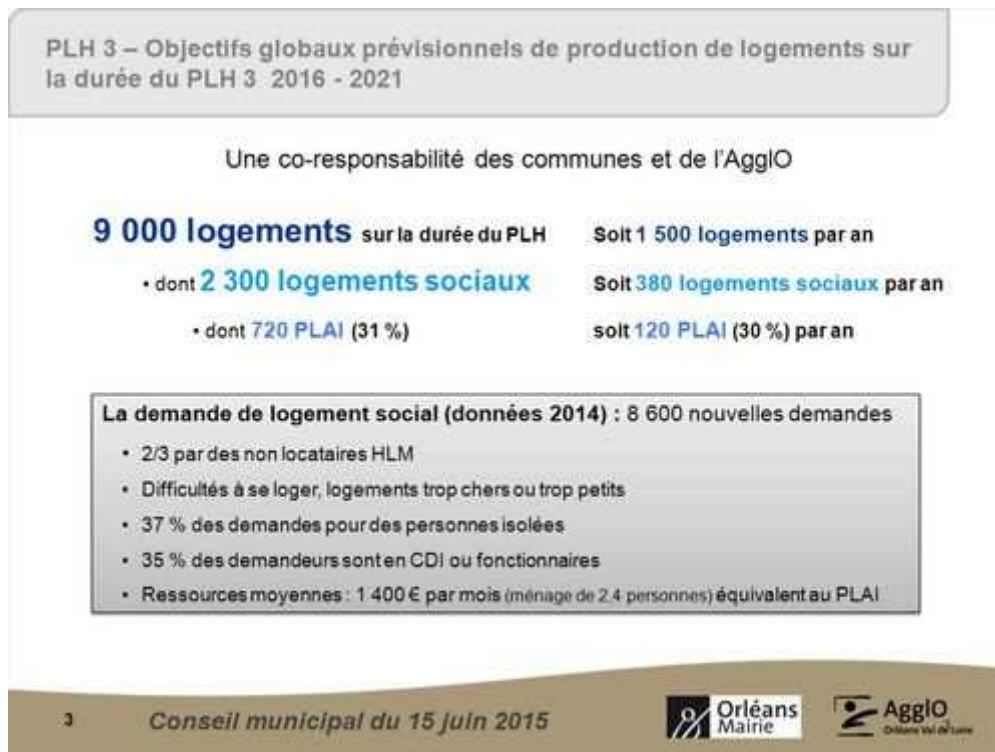 PLH 3 – Objectifs globaux prévisionnels de production de logements sur
la durée du PLH 3 2016 - 2021
Une co-responsabilité des communes et de l'AgglO
9 000 logements sur la durée du PLH Soit 1 500 logements par an
• dont 2 300 logements sociaux Soit 380 logements sociaux par an
• dont 720 PLAI (31 %) soit 120 PLAI (30 %) par an
La demande de logement social (données 2014) : 8 600 nouvelles demandes
• 2/3 par des non locataires HLM
• Difficultés à se loger, logements trop chers ou trop petits
• 37 % des demandes pour des personnes isolées
• 35 % des demandeurs sont en CDI ou fonctionnaires
• Ressources moyennes : 1 400 € par mois (ménage de 2,4 personnes) équivalent au PLAI
3 Conseil municipal du 15 juin 2015
Orléans
Mairie
AgglO
Orléans Val de Loire